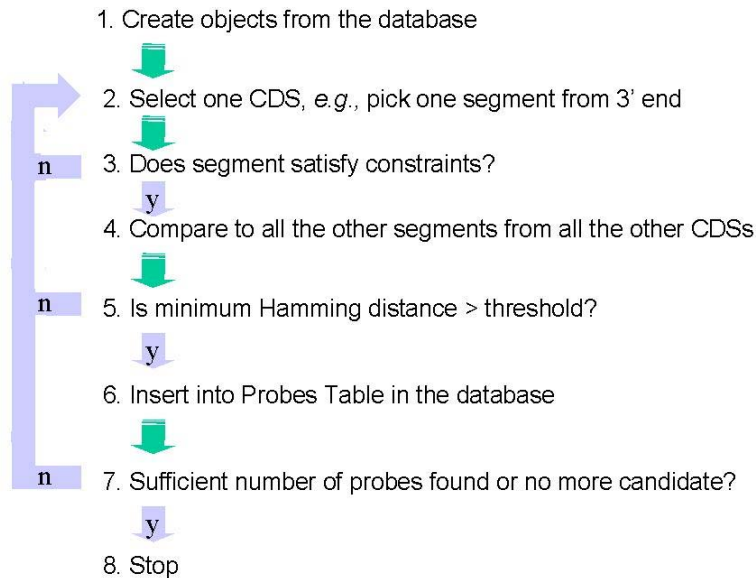 1. Create objects from the database
2. Select one CDS, e.g., pick one segment from 3' end
n
3. Does segment satisfy constraints?
y
4. Compare to all the other segments from all the other CDSs
n
5. Is minimum Hamming distance > threshold?
y
6. Insert into Probes Table in the database
n
7. Sufficient number of probes found or no more candidate?
y
8. Stop